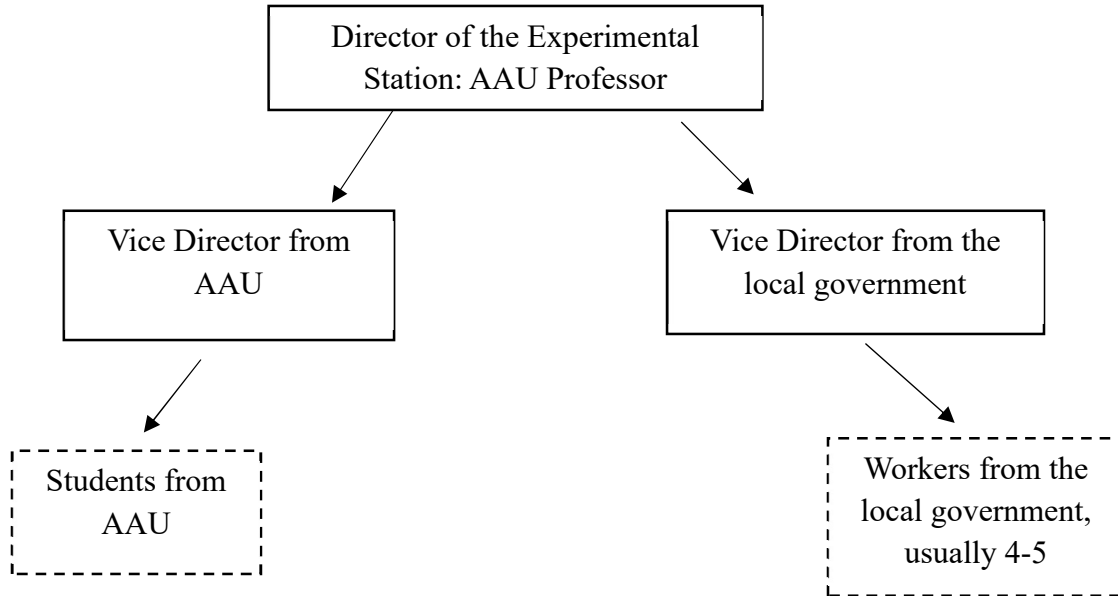 Director of the Experimental
Station: AAU Professor
Vice Director from
AAU
Vice Director from the
local government
Students from
AAU
Workers from the
local government,
usually 4-5